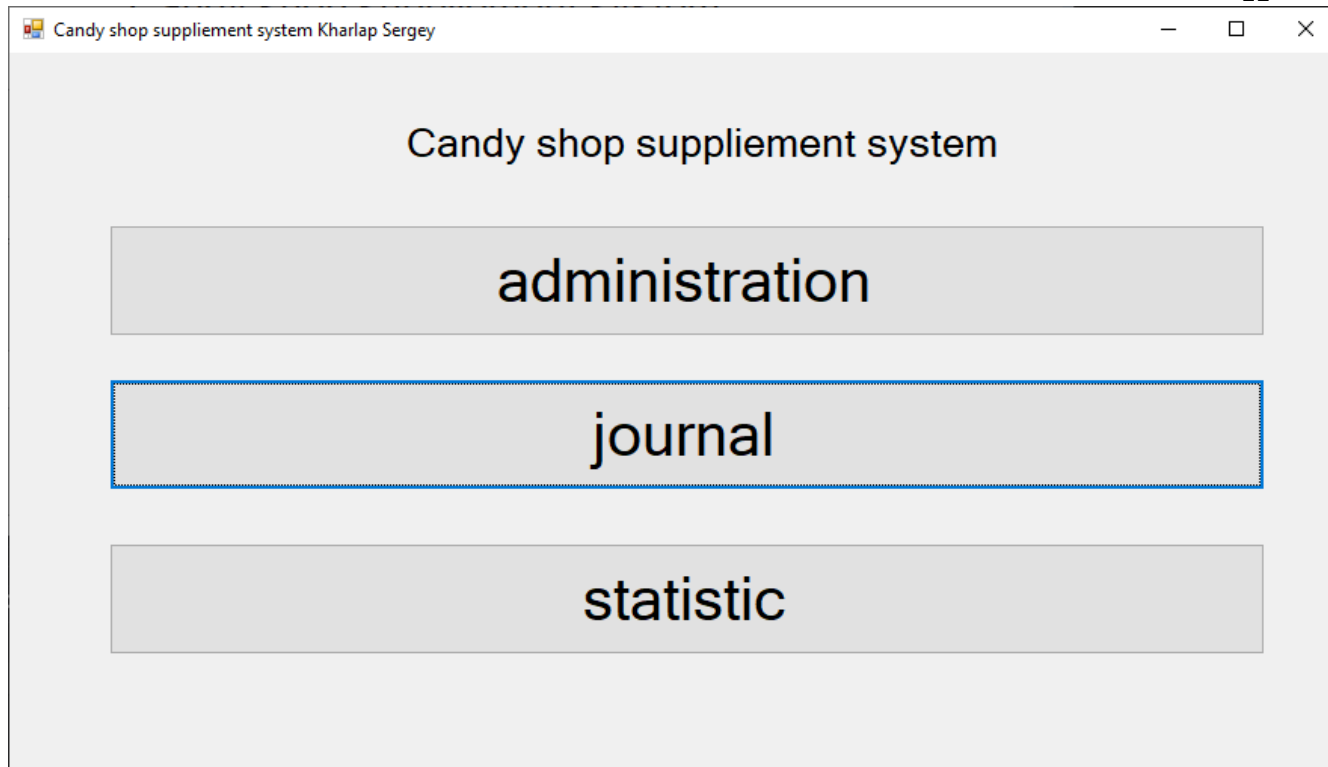 Candy shop suppliement system Kharlap Sergey
Candy shop suppliement system
administration
journal
statistic